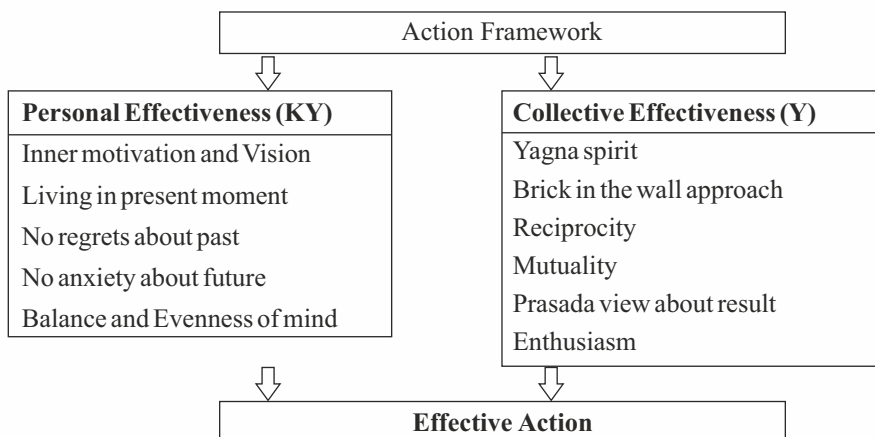 Action Framework
Personal Effectiveness (KY)
Inner motivation and Vision
Living in present moment
No regrets about past
No anxiety about future
Balance and Evenness of mind
Collective Effectiveness (Y)
Yagna spirit
Brick in the wall approach
Reciprocity
Mutuality
Prasada view about result
Enthusiasm
Effective Action